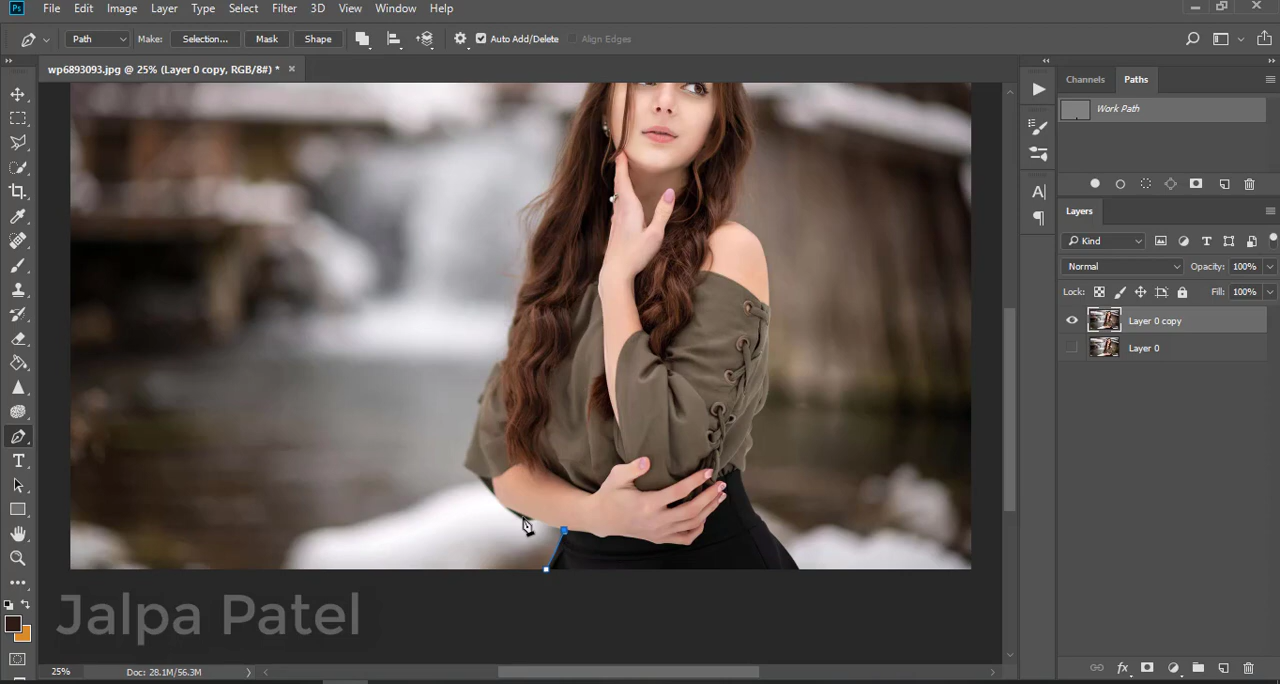 Ps File Edit Image Layer Type Select Filter 3D View Window Help
Path Make: Selection... Mask Shape Auto Add/Delete Align Edges
wp6893093.jpg @ 25% (Layer 0 copy, RGB/8#) * ×
Channels Paths
Work Path
Layers
Kind
Normal Opacity: 100%
Lock: Fill: 100%
Layer 0 copy
Layer 0
Jalpa Patel
25% Doc: 28.1M/56.3M